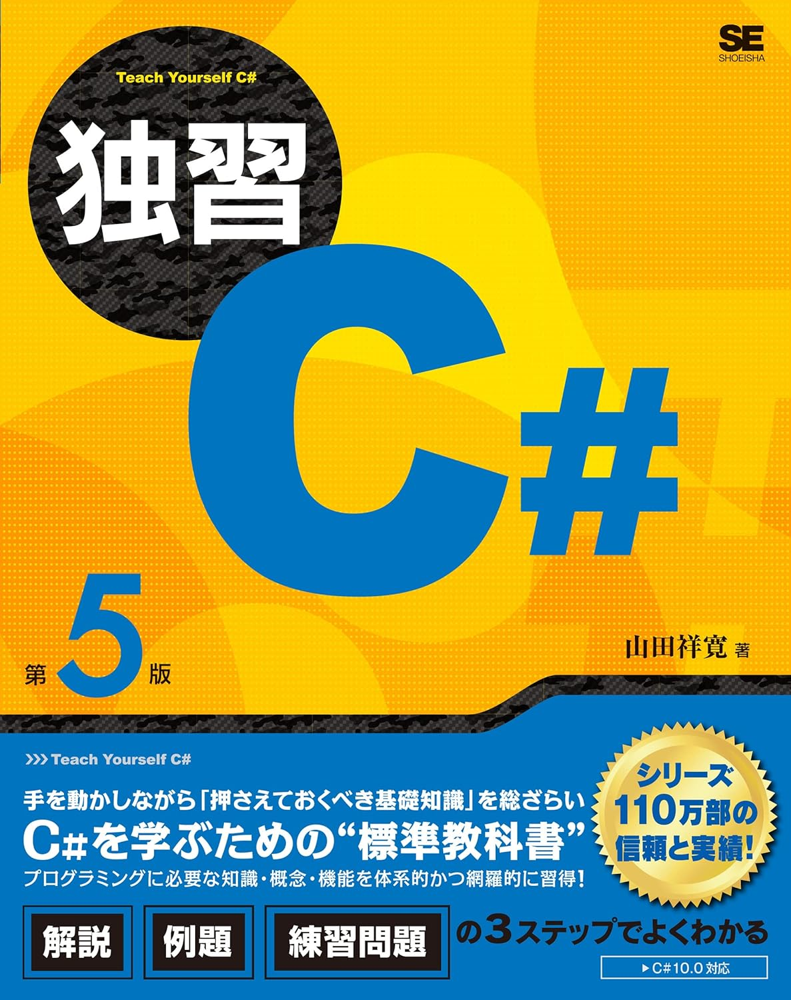 SE
SHOEISHA
Teach Yourself C#
独習
C#
第5版
山田祥寛 著
>>> Teach Yourself C#
手を動かしながら「押さえておくべき基礎知識」を総ざらい
C#を学ぶための“標準教科書”
プログラミングに必要な知識・概念・機能を体系的かつ網羅的に習得！
シリーズ
110万部の
信頼と実績！
解説 例題 練習問題 の3ステップでよくわかる
▶C#10.0対応